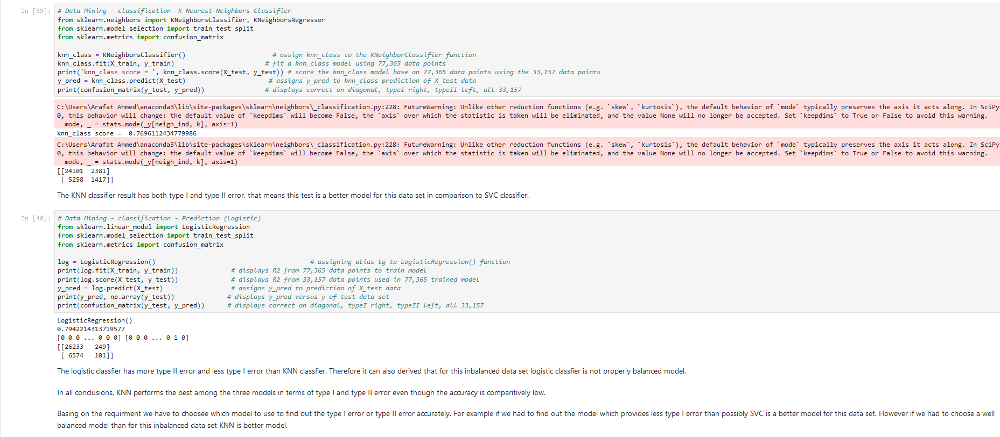 In [39]: # Data Mining - classification- K Nearest Neighbors Classifier
from sklearn.neighbors import KNeighborsClassifier, KNeighborsRegressor
from sklearn.model_selection import train_test_split
from sklearn.metrics import confusion_matrix
knn_class = KNeighborsClassifier() # assign knn_class to the KNeighborClassifier function
knn_class.fit(X_train, y_train) # fit a knn_class model using 77,365 data points
print('knn_class score = ', knn_class.score(X_test, y_test)) # score the knn_class model base on 77,365 data points using the 33,157 data points
y_pred = knn_class.predict(X_test) # assigns y_pred to knn_class prediction of X_test data
print(confusion_matrix(y_test, y_pred)) # displays correct on diagonal, typeI right, typeII left, all 33,157
C:\Users\Arafat Ahmed\anaconda3\lib\site-packages\sklearn\neighbors\_classification.py:228: FutureWarning: Unlike other reduction functions (e.g. `skew`, `kurtosis`), the default behavior of `mode` typically preserves the axis it acts along. In SciPy
0, this behavior will change: the default value of `keepdims` will become False, the `axis` over which the statistic is taken will be eliminated, and the value None will no longer be accepted. Set `keepdims` to True or False to avoid this warning.
mode, _ = stats.mode(_y[neigh_ind, k], axis=1)
knn_class score =  0.7696112434779986
C:\Users\Arafat Ahmed\anaconda3\lib\site-packages\sklearn\neighbors\_classification.py:228: FutureWarning: Unlike other reduction functions (e.g. `skew`, `kurtosis`), the default behavior of `mode` typically preserves the axis it acts along. In SciPy
0, this behavior will change: the default value of `keepdims` will become False, the `axis` over which the statistic is taken will be eliminated, and the value None will no longer be accepted. Set `keepdims` to True or False to avoid this warning.
mode, _ = stats.mode(_y[neigh_ind, k], axis=1)
[[24101  2381]
[ 5258  1417]]
The KNN classifier result has both type I and type II error, that means this test is a better model for this data set in comparison to SVC classifier.
In [40]: # Data Mining - classification - Prediction (Logistic)
from sklearn.linear_model import LogisticRegression
from sklearn.model_selection import train_test_split
from sklearn.metrics import confusion_matrix
log = LogisticRegression() # assigning alias lg to LogisticRegression() function
print(log.fit(X_train, y_train)) # displays R2 from 77,365 data points to train model
print(log.score(X_test, y_test)) # displays R2 from 33,157 data points used in 77,365 trained model
y_pred = log.predict(X_test) # assigns y_pred to prediction of X_test data
print(y_pred, np.array(y_test)) # displays y_pred versus y of test data set
print(confusion_matrix(y_test, y_pred)) # displays correct on diagonal, typeI right, typeII left, all 33,157
LogisticRegression()
0.7942214313719577
[0 0 0 ... 0 0 0] [0 0 0 ... 0 1 0]
[[26233   249]
[ 6574   101]]
The logistic classfier has more type II error and less type I error than KNN classfier. Therefore it can also derived that for this inbalanced data set logistic classfier is not properly balanced model.
In all conclusions, KNN performs the best among the three models in terms of type I and type II error even though the accuracy is comparitively low.
Basing on the requirment we have to choosee which model to use to find out the type I error or type II error accurately. For example if we had to find out the model which provides less type I error than possibly SVC is a better model for this data set. However if we had to choose a well
balanced model than for this inbalanced data set KNN is better model.